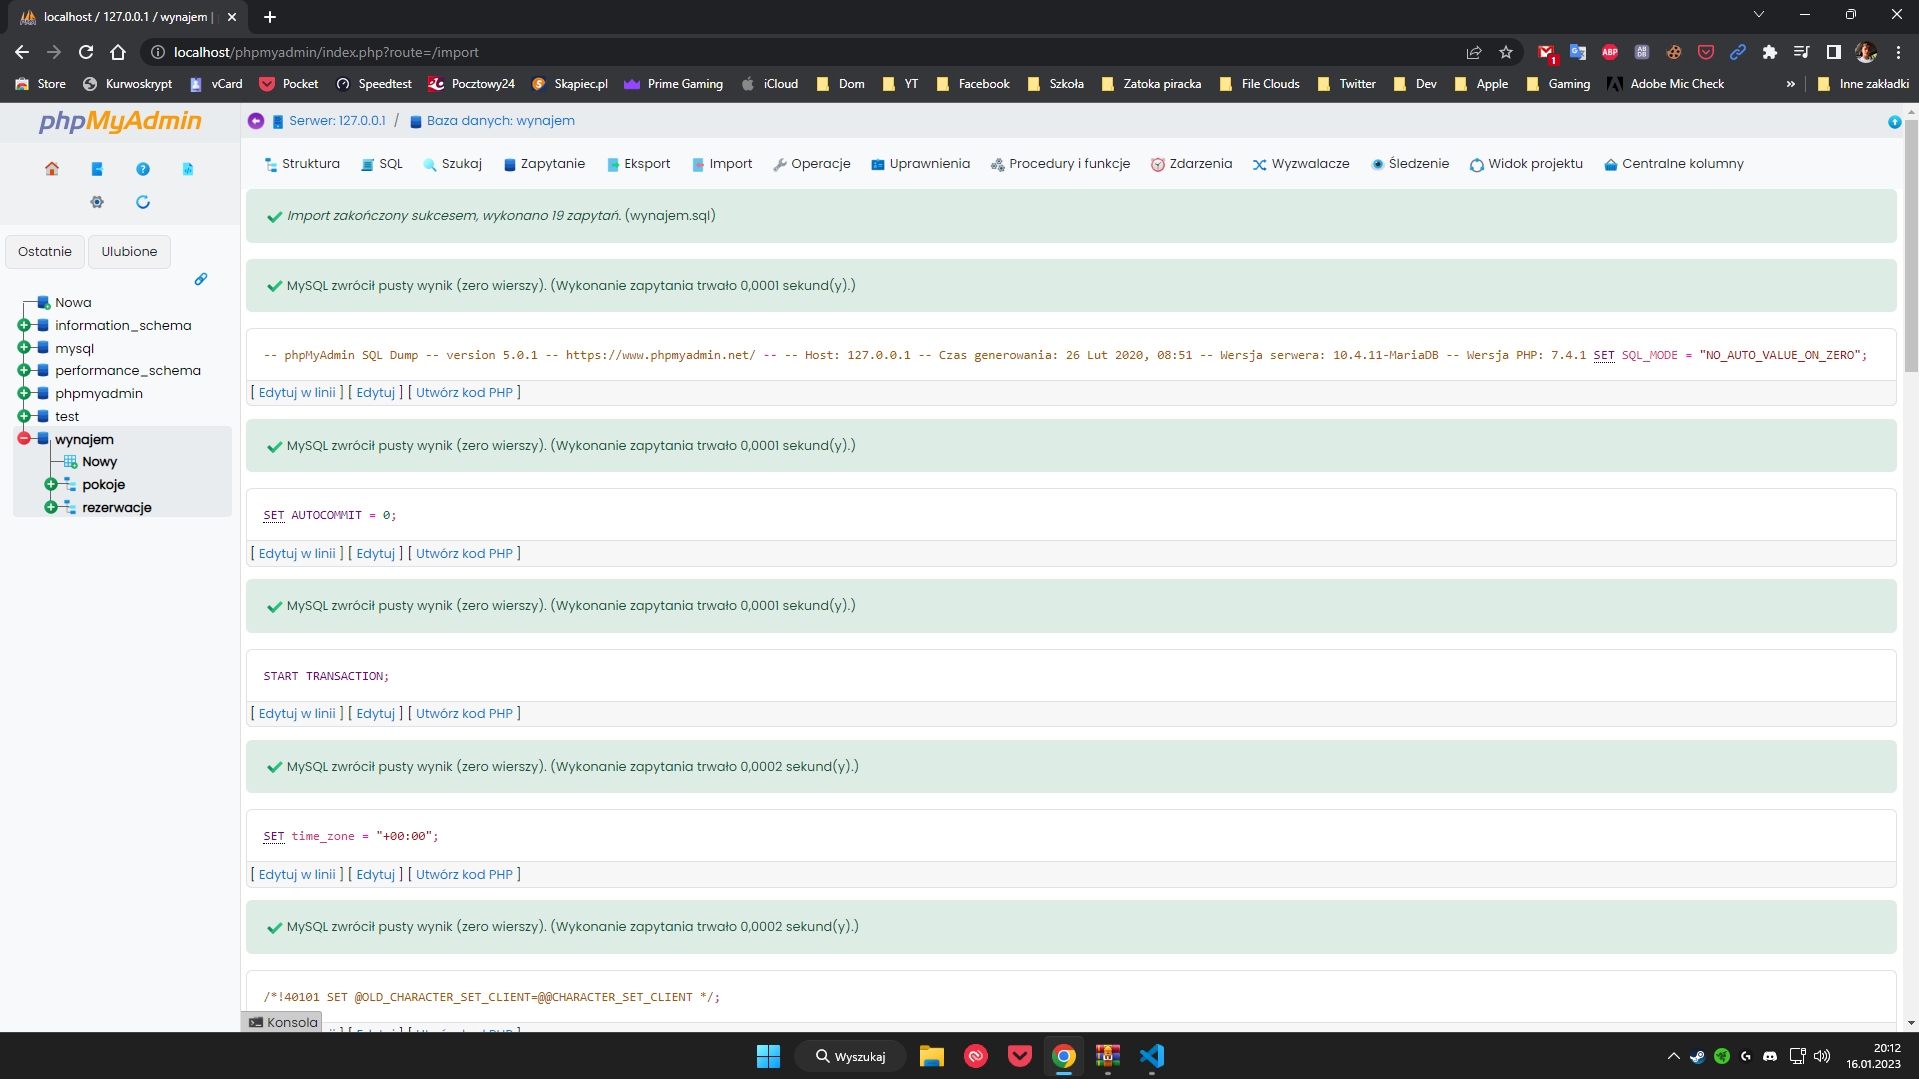 localhost / 127.0.0.1 / wynajem |
localhost/phpmyadmin/index.php?route=/import
1
Store Kurwoskrypt vCard Pocket Speedtest Pocztowy24 Skąpiec.pl Prime Gaming iCloud Dom YT Facebook Szkoła Zatoka piracka File Clouds Twitter Dev Apple Gaming Adobe Mic Check » Inne zakładki
phpMyAdmin
Serwer: 127.0.0.1 / Baza danych: wynajem
Struktura SQL Szukaj Zapytanie Eksport Import Operacje Uprawnienia Procedury i funkcje Zdarzenia Wyzwalacze Śledzenie Widok projektu Centralne kolumny
Ostatnie Ulubione
Nowa
information_schema
mysql
performance_schema
phpmyadmin
test
wynajem
Nowy
pokoje
rezerwacje
Import zakończony sukcesem, wykonano 19 zapytań. (wynajem.sql)
MySQL zwrócił pusty wynik (zero wierszy). (Wykonanie zapytania trwało 0,0001 sekund(y).)
-- phpMyAdmin SQL Dump -- version 5.0.1 -- https://www.phpmyadmin.net/ -- -- Host: 127.0.0.1 -- Czas generowania: 26 Lut 2020, 08:51 -- Wersja serwera: 10.4.11-MariaDB -- Wersja PHP: 7.4.1 SET SQL_MODE = "NO_AUTO_VALUE_ON_ZERO";
[ Edytuj w linii ] [ Edytuj ] [ Utwórz kod PHP ]
MySQL zwrócił pusty wynik (zero wierszy). (Wykonanie zapytania trwało 0,0001 sekund(y).)
SET AUTOCOMMIT = 0;
[ Edytuj w linii ] [ Edytuj ] [ Utwórz kod PHP ]
MySQL zwrócił pusty wynik (zero wierszy). (Wykonanie zapytania trwało 0,0001 sekund(y).)
START TRANSACTION;
[ Edytuj w linii ] [ Edytuj ] [ Utwórz kod PHP ]
MySQL zwrócił pusty wynik (zero wierszy). (Wykonanie zapytania trwało 0,0002 sekund(y).)
SET time_zone = "+00:00";
[ Edytuj w linii ] [ Edytuj ] [ Utwórz kod PHP ]
MySQL zwrócił pusty wynik (zero wierszy). (Wykonanie zapytania trwało 0,0002 sekund(y).)
/*!40101 SET @OLD_CHARACTER_SET_CLIENT=@@CHARACTER_SET_CLIENT */;
Konsola
Wyszukaj
20:12
16.01.2023